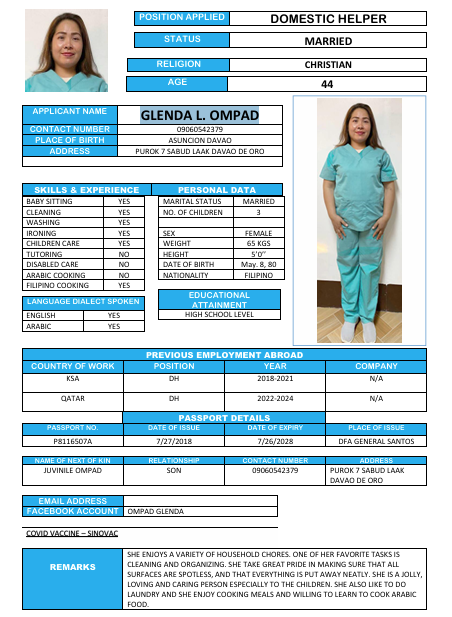 POSITION APPLIED DOMESTIC HELPER
STATUS MARRIED
RELIGION CHRISTIAN
AGE 44
APPLICANT NAME GLENDA L. OMPAD
CONTACT NUMBER 09060542379
PLACE OF BIRTH ASUNCION DAVAO
ADDRESS PUROK 7 SABUD LAAK DAVAO DE ORO
SKILLS & EXPERIENCE
BABY SITTING YES
CLEANING YES
WASHING YES
IRONING YES
CHILDREN CARE YES
TUTORING NO
DISABLED CARE NO
ARABIC COOKING NO
FILIPINO COOKING YES
PERSONAL DATA
MARITAL STATUS MARRIED
NO. OF CHILDREN 3
SEX FEMALE
WEIGHT 65 KGS
HEIGHT 5'0"
DATE OF BIRTH May. 8, 80
NATIONALITY FILIPINO
LANGUAGE DIALECT SPOKEN
ENGLISH YES
ARABIC YES
EDUCATIONAL
ATTAINMENT
HIGH SCHOOL LEVEL
PREVIOUS EMPLOYMENT ABROAD
COUNTRY OF WORK POSITION YEAR COMPANY
KSA DH 2018-2021 N/A
QATAR DH 2022-2024 N/A
PASSPORT DETAILS
PASSPORT NO. DATE OF ISSUE DATE OF EXPIRY PLACE OF ISSUE
P8116507A 7/27/2018 7/26/2028 DFA GENERAL SANTOS
NAME OF NEXT OF KIN RELATIONSHIP CONTACT NUMBER ADDRESS
JUVINILE OMPAD SON 09060542379 PUROK 7 SABUD LAAK
DAVAO DE ORO
EMAIL ADDRESS
FACEBOOK ACCOUNT OMPAD GLENDA
COVID VACCINE – SINOVAC
REMARKS
SHE ENJOYS A VARIETY OF HOUSEHOLD CHORES. ONE OF HER FAVORITE TASKS IS
CLEANING AND ORGANIZING. SHE TAKE GREAT PRIDE IN MAKING SURE THAT ALL
SURFACES ARE SPOTLESS, AND THAT EVERYTHING IS PUT AWAY NEATLY. SHE IS A JOLLY,
LOVING AND CARING PERSON ESPECIALLY TO THE CHILDREN. SHE ALSO LIKE TO DO
LAUNDRY AND SHE ENJOY COOKING MEALS AND WILLING TO LEARN TO COOK ARABIC
FOOD.